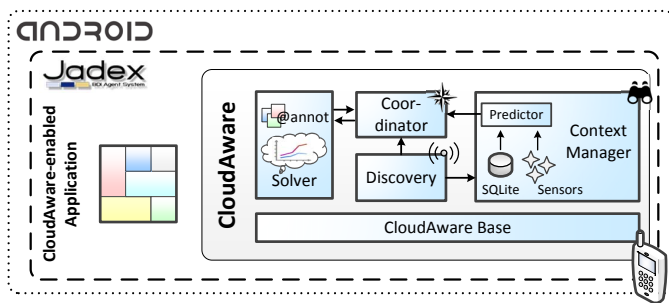 ANDROID
Jadex
BDI Agent System
CloudAware-enabled
Application
CloudAware
@annot
Solver
Coor-
dinator
Discovery
Predictor
SQLite
Sensors
Context
Manager
CloudAware Base